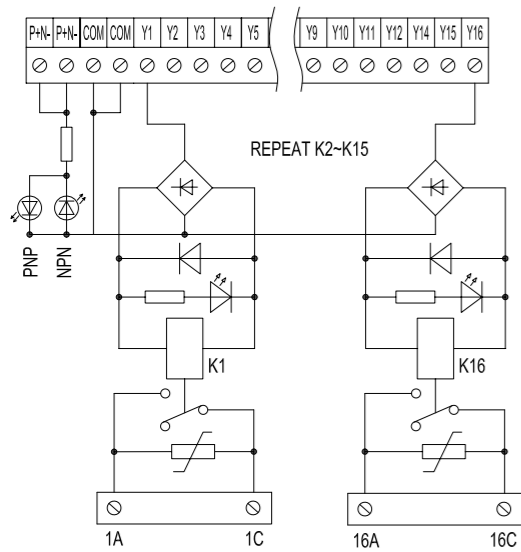 P+N- P+N- COM COM Y1 Y2 Y3 Y4 Y5 Y9 Y10 Y11 Y12 Y14 Y15 Y16
REPEAT K2~K15
PNP NPN
K1 K16
1A 1C 16A 16C